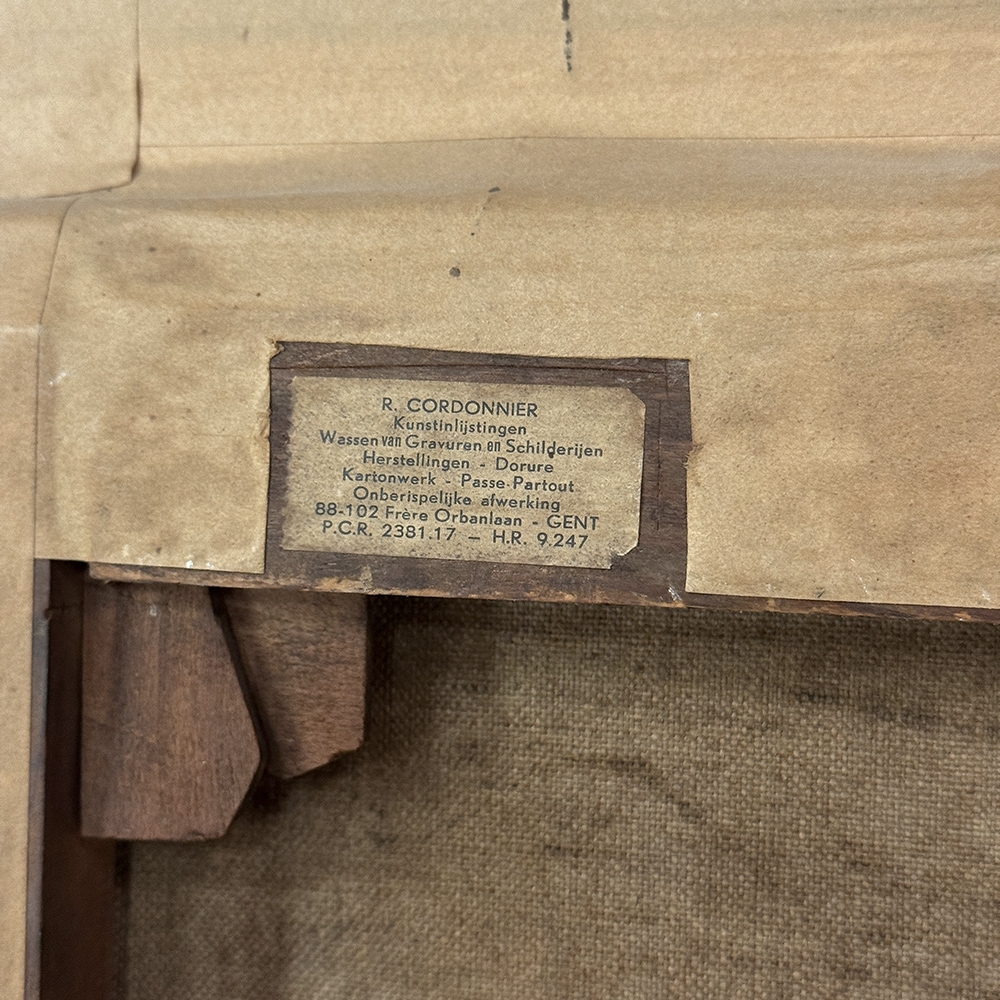 R. CORDONNIER
Kunstinlijstingen
Wassen van Gravuren en Schilderijen
Herstellingen - Dorure
Kartonwerk - Passe-Partout
Onberispelijke afwerking
88-102 Frère Orbanlaan - GENT
P.C.R. 2381.17 — H.R. 9.247